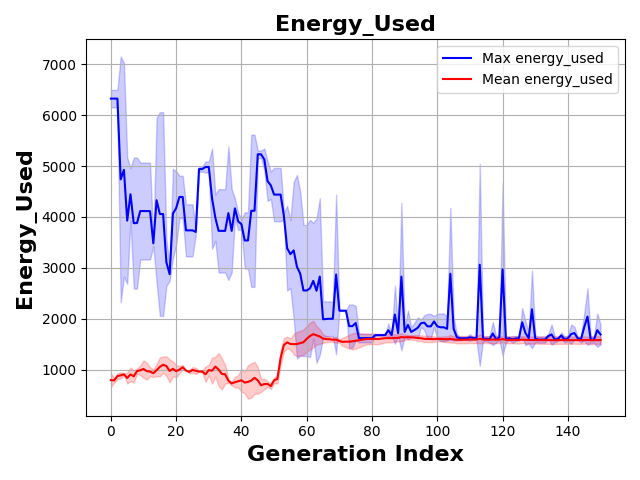 Energy_Used
Max energy_used
Mean energy_used
Energy_Used
7000
6000
5000
4000
3000
2000
1000
0 20 40 60 80 100 120 140
Generation Index